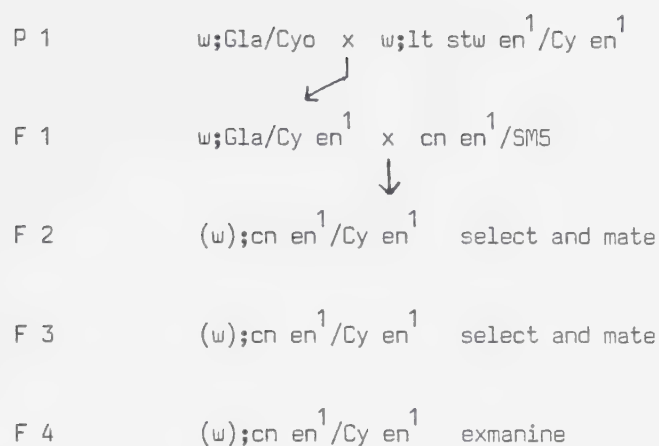 P 1 w;Gla/Cyo x w;lt stw en¹/Cy en¹
F 1 w;Gla/Cy en¹ x cn en¹/SM5
F 2 (w);cn en¹/Cy en¹ select and mate
F 3 (w);cn en¹/Cy en¹ select and mate
F 4 (w);cn en¹/Cy en¹ exmanine